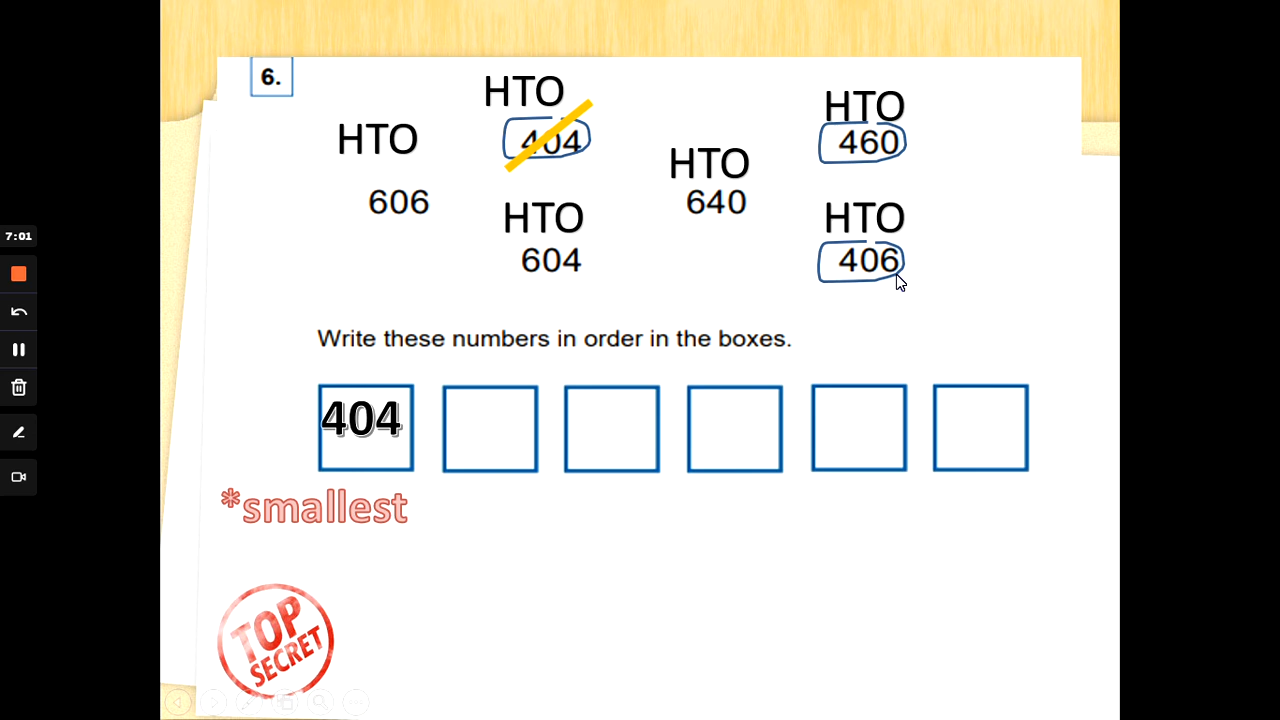 6.
HTO
404
HTO
460
HTO
606
HTO
640
HTO
604
HTO
406
7:01
Write these numbers in order in the boxes.
404
*smallest
TOP
SECRET